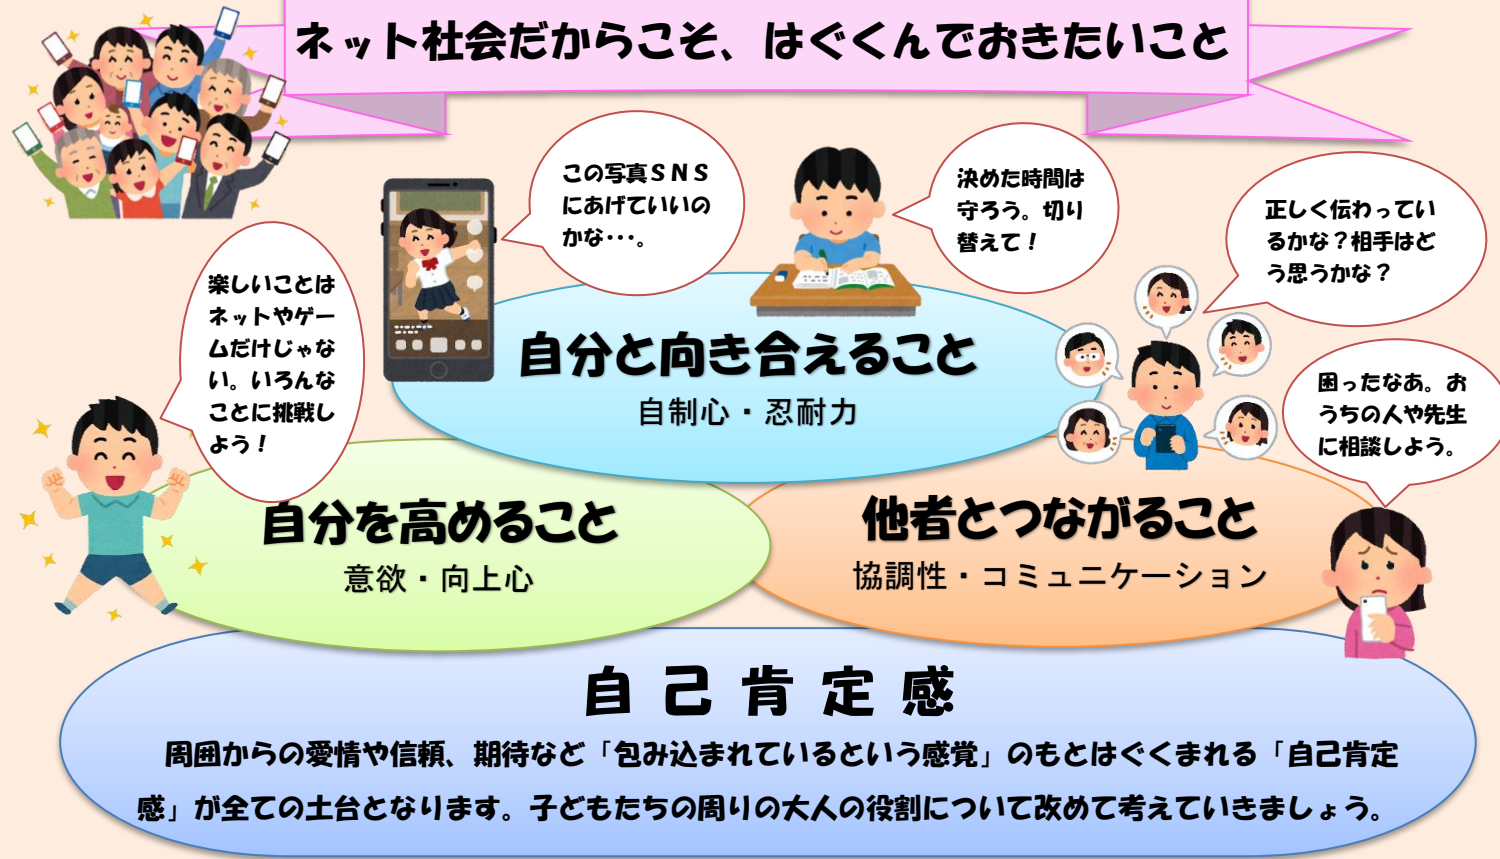 ネット社会だからこそ、はぐくんでおきたいこと
この写真ＳＮＳ
にあげていいの
かな…。
決めた時間は
守ろう。切り
替えて！
正しく伝わってい
るかな？相手はど
う思うかな？
楽しいことは
ネットやゲー
ムだけじゃな
い。いろんな
ことに挑戦し
よう！
困ったなあ。お
うちの人や先生
に相談しよう。
自分と向き合えること
自制心・忍耐力
自分を高めること
意欲・向上心
他者とつながること
協調性・コミュニケーション
自己肯定感
周囲からの愛情や信頼、期待など「包み込まれているという感覚」のもとはぐくまれる「自己肯定
感」が全ての土台となります。子どもたちの周りの大人の役割について改めて考えていきましょう。